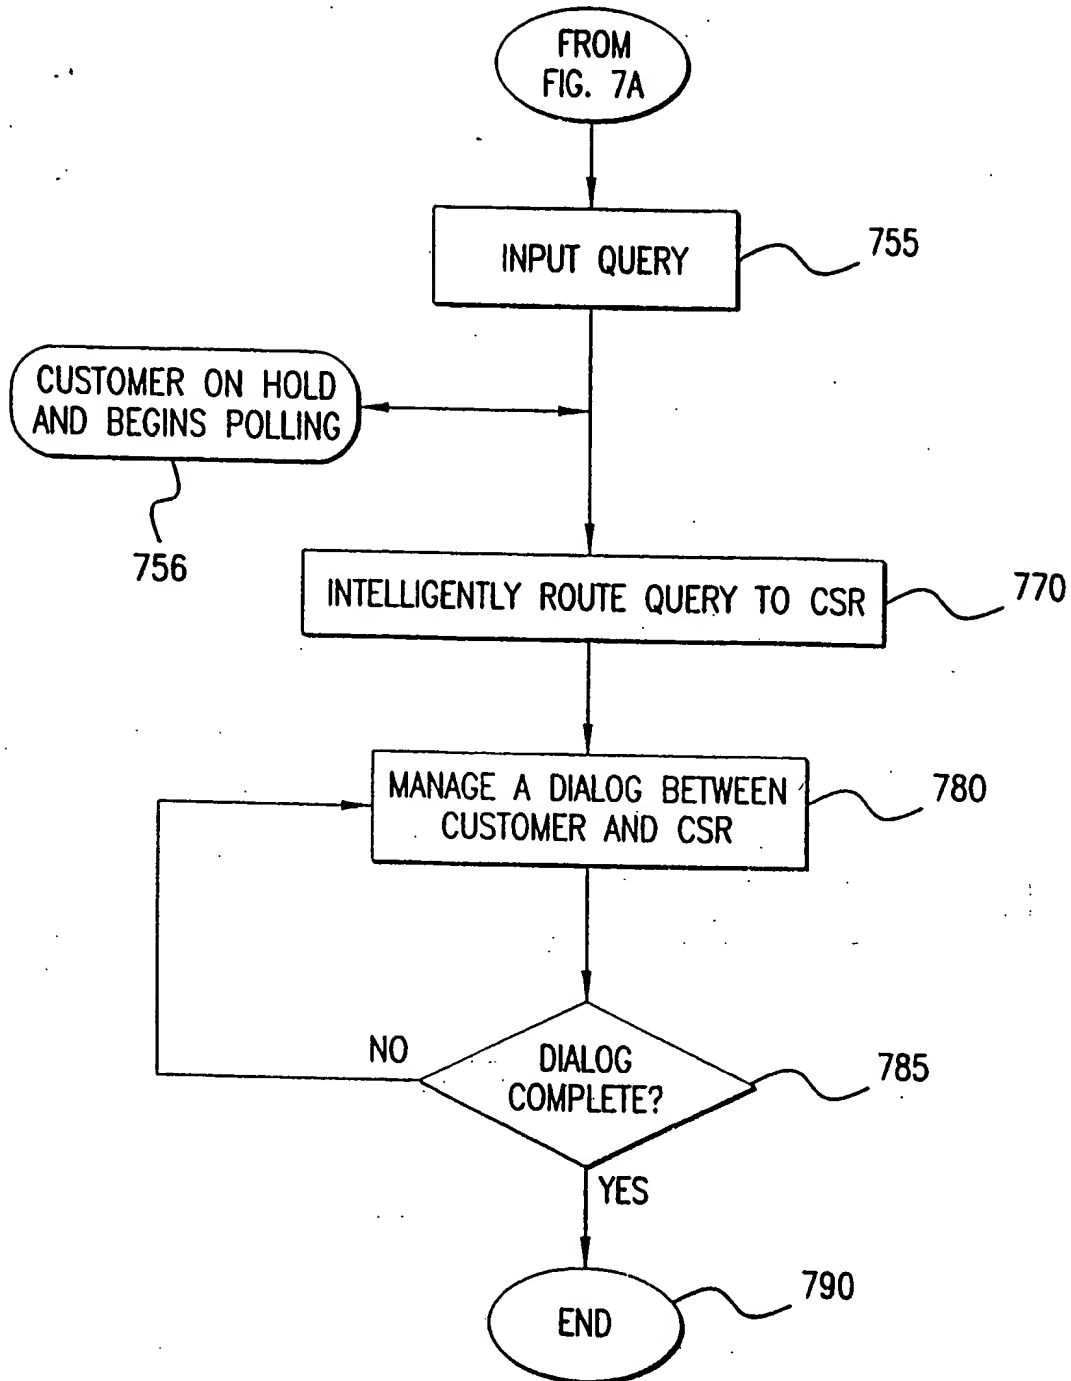 FROM
FIG. 7A
INPUT QUERY
755
CUSTOMER ON HOLD
AND BEGINS POLLING
756
INTELLIGENTLY ROUTE QUERY TO CSR
770
MANAGE A DIALOG BETWEEN
CUSTOMER AND CSR
780
NO
DIALOG
COMPLETE?
785
YES
END
790